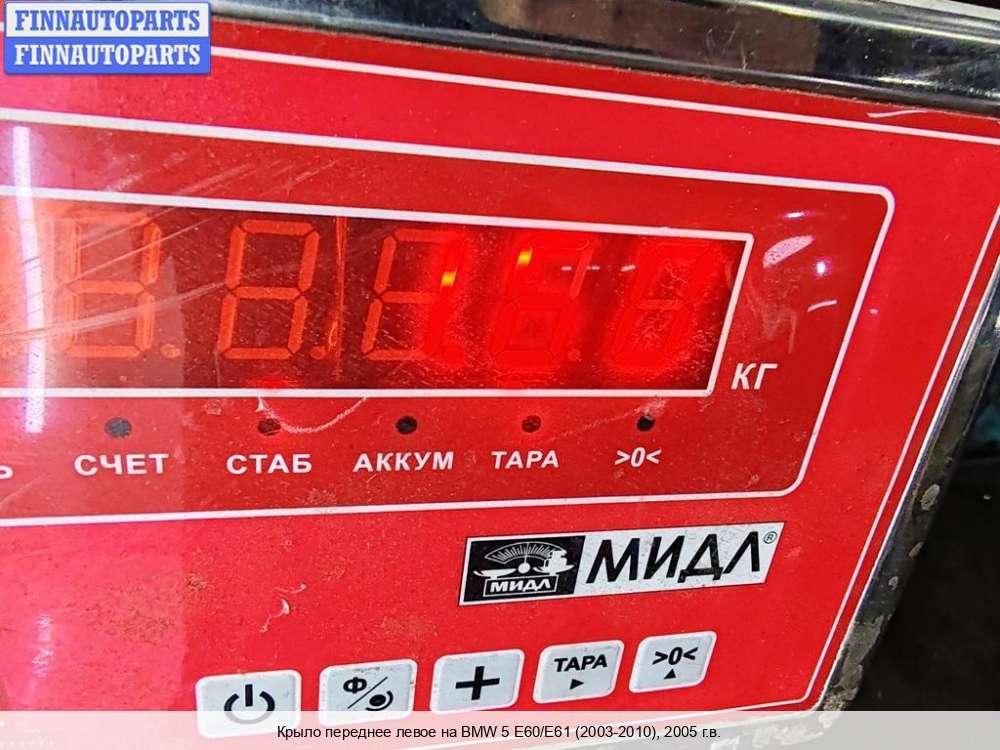 FINNAUTOPARTS
FINNAUTOPARTS
КГ
СЧЕТ
СТАБ
АККУМ
ТАРА
>0<
МИДЛ
МИДЛ®
Ф
ТАРА
>0<
Крыло переднее левое на BMW 5 E60/E61 (2003-2010), 2005 г.в.